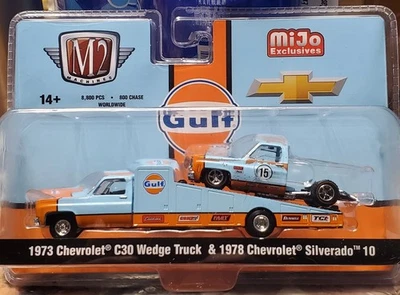 M2
MACHINES
MiJo
Exclusives
14+
8,800 PCS • 800 CHASE
WORLDWIDE
Gulf
Gulf
15
1973 Chevrolet® C30 Wedge Truck & 1978 Chevrolet® Silverado™ 10